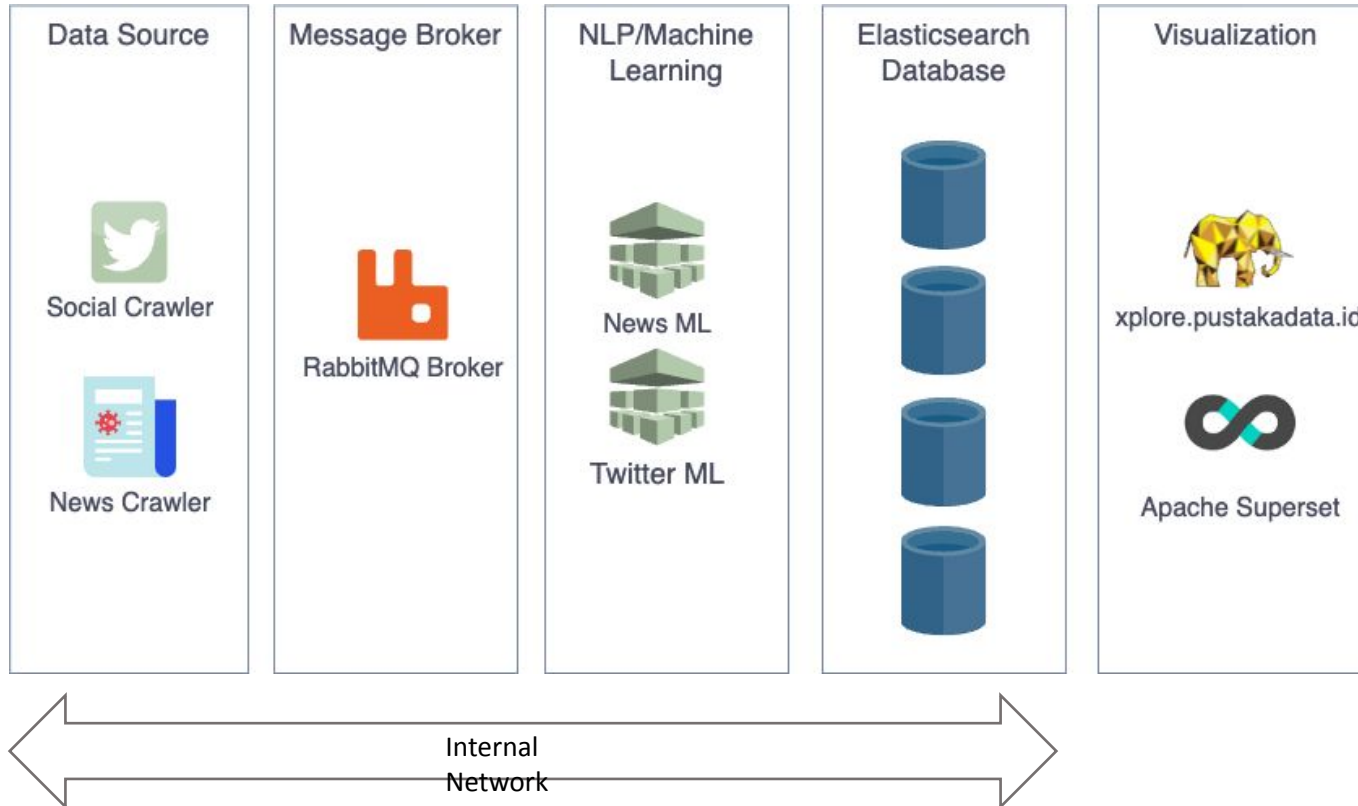 Data Source
Social Crawler
News Crawler
Message Broker
RabbitMQ Broker
NLP/Machine
Learning
News ML
Twitter ML
Elasticsearch
Database
Visualization
xplore.pustakadata.id
Apache Superset
Internal
Network